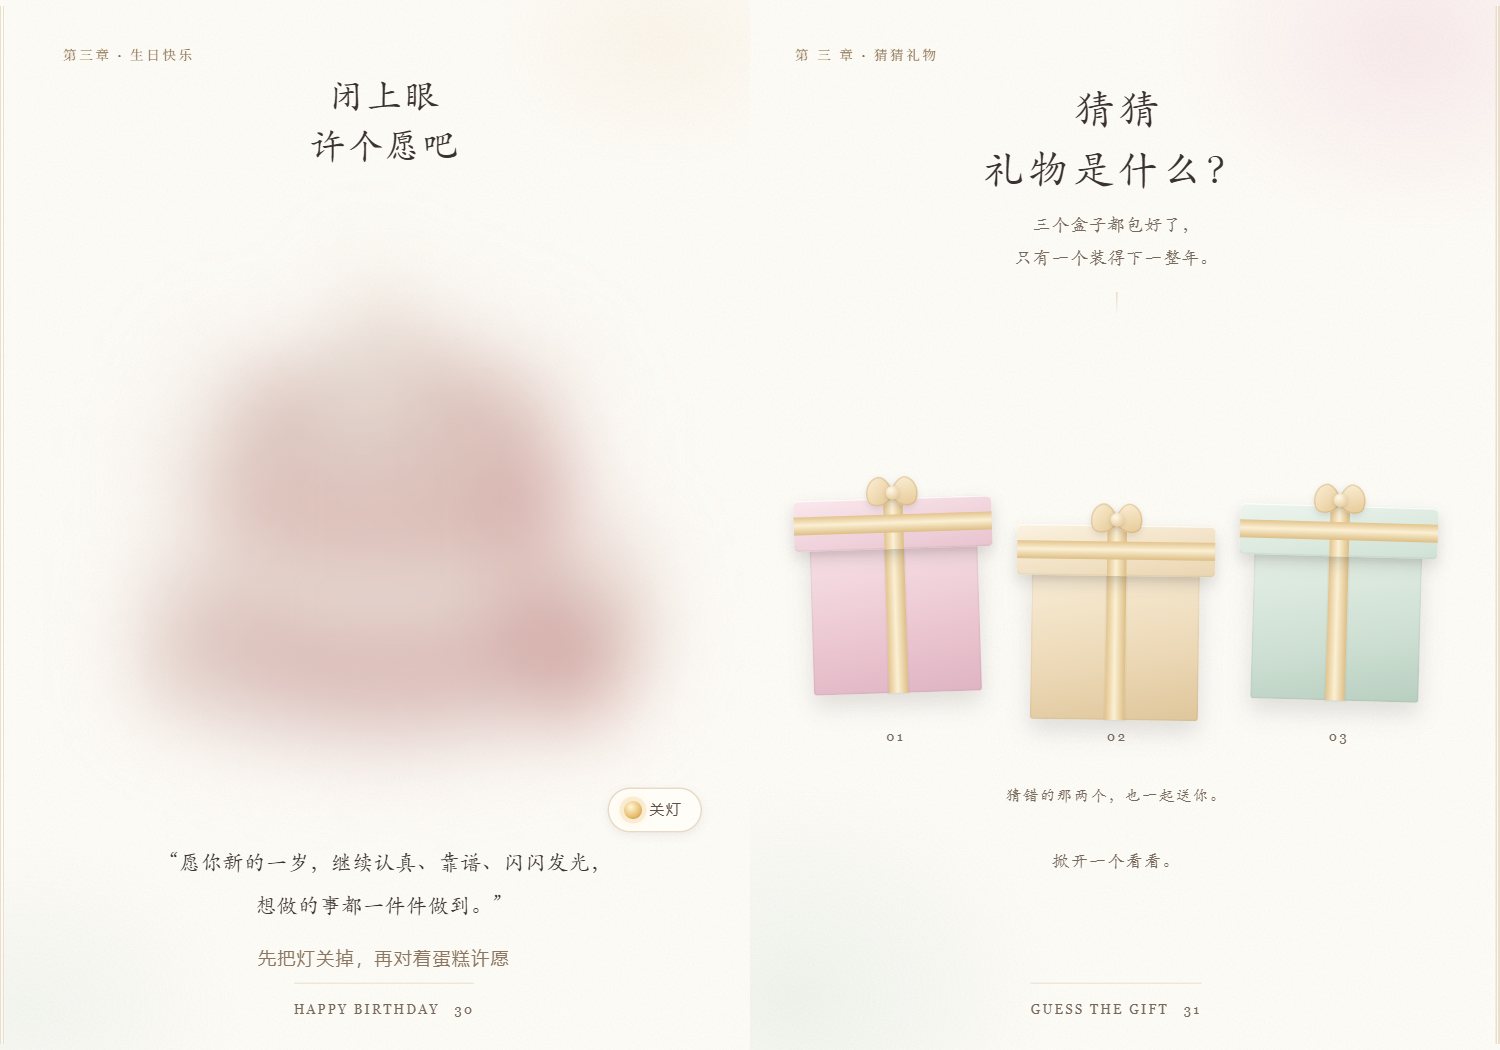 第三章 · 生日快乐
闭上眼
许个愿吧
关灯
“愿你新的一岁，继续认真、靠谱、闪闪发光，
想做的事都一件件做到。”
先把灯关掉，再对着蛋糕许愿
HAPPY BIRTHDAY 30
第 三 章 · 猜猜礼物
猜猜
礼物是什么？
三个盒子都包好了，
只有一个装得下一整年。
01
02
03
猜错的那两个，也一起送你。
掀开一个看看。
GUESS THE GIFT 31